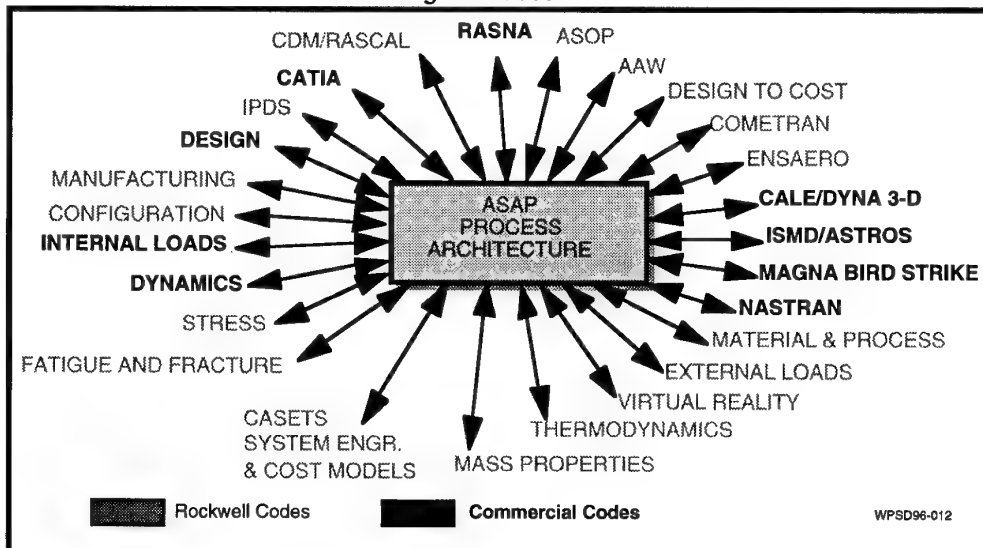 RASNA
CDM/RASCAL
ASOP
CATIA
AAW
IPDS
DESIGN TO COST
DESIGN
COMETRAN
MANUFACTURING
ENSAERO
CONFIGURATION
ASAP
PROCESS
ARCHITECTURE
CALE/DYNA 3-D
INTERNAL LOADS
ISMD/ASTROS
DYNAMICS
MAGNA BIRD STRIKE
STRESS
NASTRAN
FATIGUE AND FRACTURE
MATERIAL & PROCESS
EXTERNAL LOADS
VIRTUAL REALITY
THERMODYNAMICS
CASETS
SYSTEM ENGR.
& COST MODELS
MASS PROPERTIES
Rockwell Codes
Commercial Codes
WPSD96-012